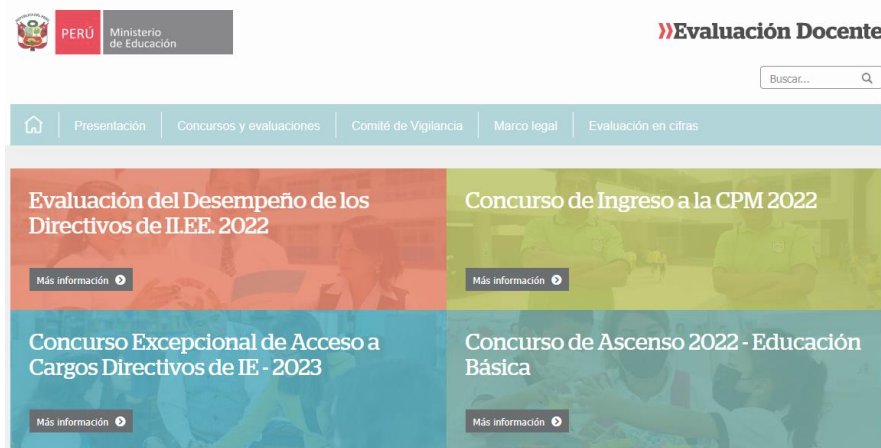 PERÚ
Ministerio
de Educación
»Evaluación Docente
Buscar...
Presentación
Concursos y evaluaciones
Comité de Vigilancia
Marco legal
Evaluación en cifras
Evaluación del Desempeño de los
Directivos de II.EE. 2022
Más información
Concurso de Ingreso a la CPM 2022
Más información
Concurso Excepcional de Acceso a
Cargos Directivos de IE - 2023
Más información
Concurso de Ascenso 2022 - Educación
Básica
Más información